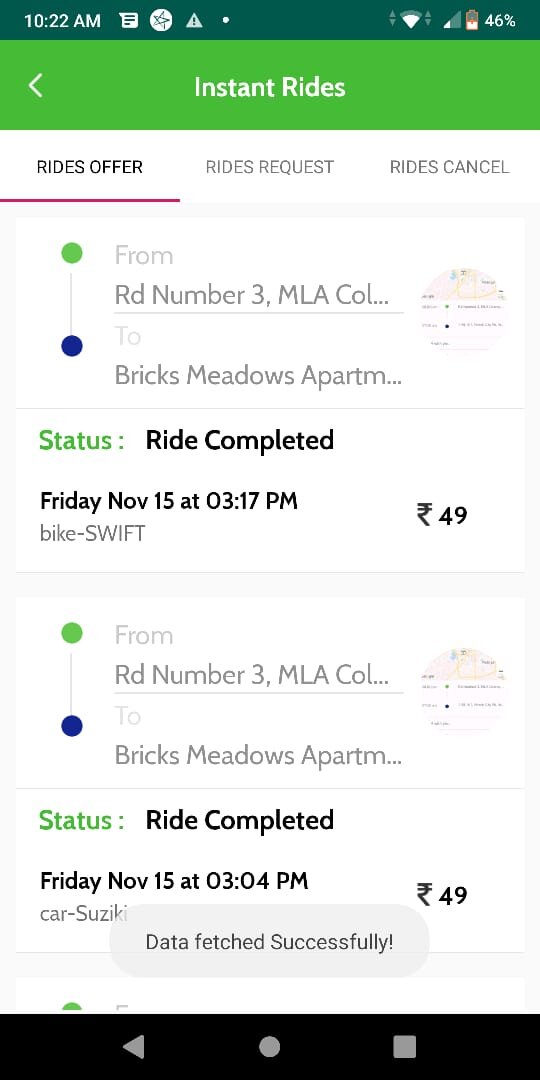 10:22 AM
46%
Instant Rides
RIDES OFFER
RIDES REQUEST
RIDES CANCEL
From
Rd Number 3, MLA Col...
To
Bricks Meadows Apartm...
Status : Ride Completed
Friday Nov 15 at 03:17 PM
₹ 49
bike-SWIFT
From
Rd Number 3, MLA Col...
To
Bricks Meadows Apartm...
Status : Ride Completed
Friday Nov 15 at 03:04 PM
₹ 49
car-Suziki
Data fetched Successfully!